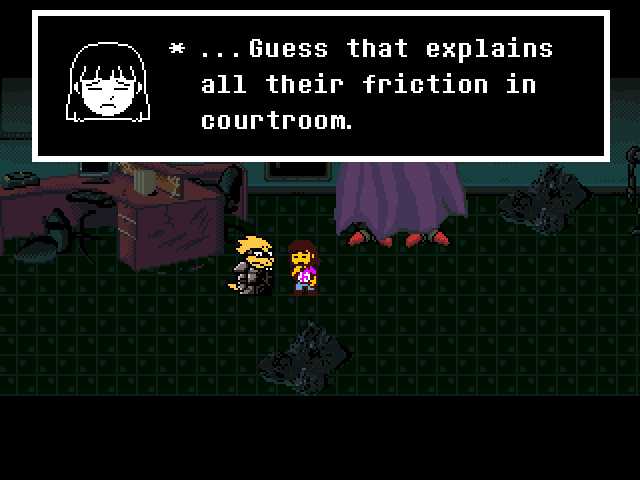 * ...Guess that explains
all their friction in
courtroom.